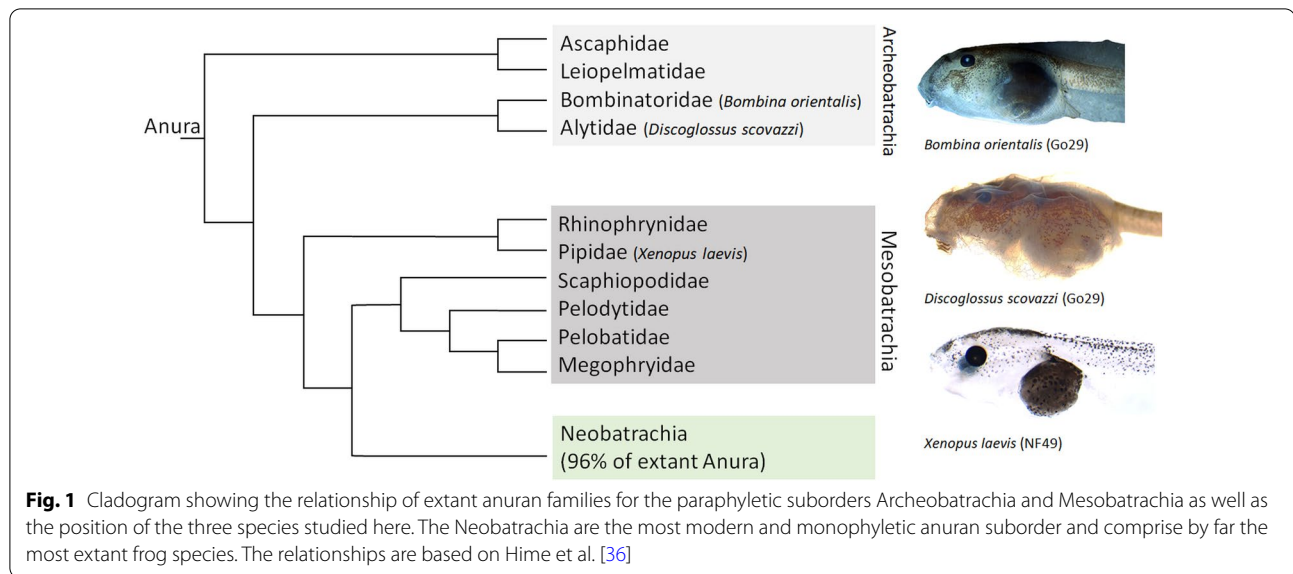 Anura
Ascaphidae
Leiopelmatidae
Bombinatoridae (Bombina orientalis)
Alytidae (Discoglossus scovazzi)
Archeobatrachia
Rhinophrynidae
Pipidae (Xenopus laevis)
Scaphiopodidae
Pelodytidae
Pelobatidae
Megophryidae
Mesobatrachia
Neobatrachia
(96% of extant Anura)
Bombina orientalis (Go29)
Discoglossus scovazzi (Go29)
Xenopus laevis (NF49)
Fig. 1 Cladogram showing the relationship of extant anuran families for the paraphyletic suborders Archeobatrachia and Mesobatrachia as well as
the position of the three species studied here. The Neobatrachia are the most modern and monophyletic anuran suborder and comprise by far the
most extant frog species. The relationships are based on Hime et al. [36]